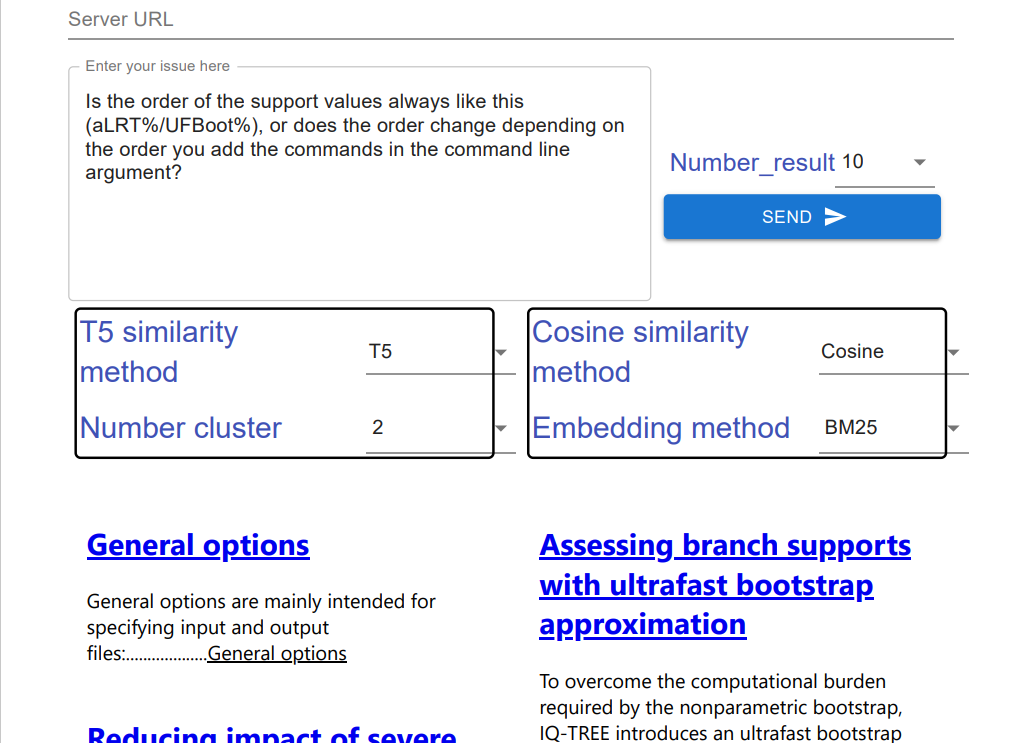 Server URL
Enter your issue here
Is the order of the support values always like this
(aLRT%/UFBoot%), or does the order change depending on
the order you add the commands in the command line
argument?
Number_result 10
SEND
T5 similarity
method
T5
Number cluster 2
Cosine similarity
method
Cosine
Embedding method BM25
General options
General options are mainly intended for
specifying input and output
files:...................General options
Reducing impact of severe
Assessing branch supports
with ultrafast bootstrap
approximation
To overcome the computational burden
required by the nonparametric bootstrap,
IQ-TREE introduces an ultrafast bootstrap